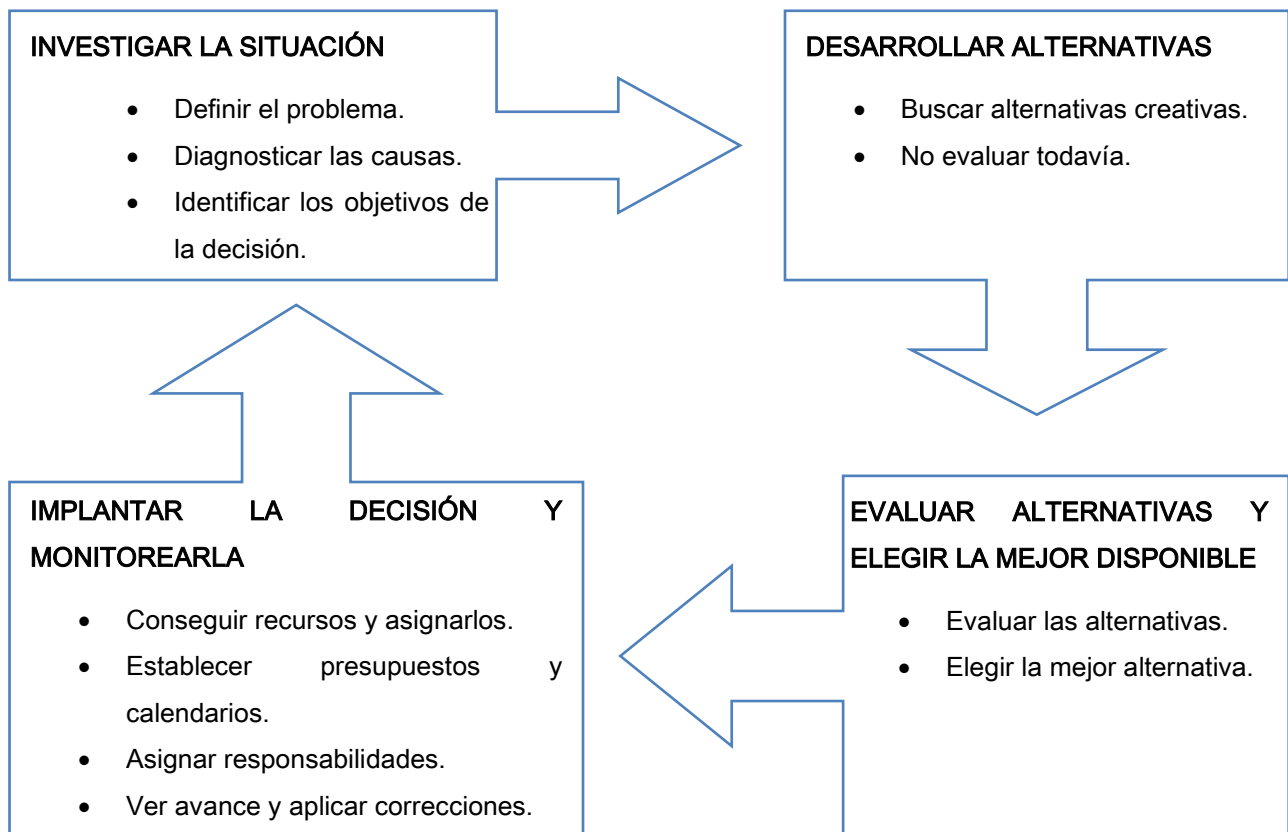 INVESTIGAR LA SITUACIÓN
• Definir el problema.
• Diagnosticar las causas.
• Identificar los objetivos de
la decisión.
DESARROLLAR ALTERNATIVAS
• Buscar alternativas creativas.
• No evaluar todavía.
EVALUAR ALTERNATIVAS Y
ELEGIR LA MEJOR DISPONIBLE
• Evaluar las alternativas.
• Elegir la mejor alternativa.
IMPLANTAR LA DECISIÓN Y
MONITOREARLA
• Conseguir recursos y asignarlos.
• Establecer presupuestos y
calendarios.
• Asignar responsabilidades.
• Ver avance y aplicar correcciones.